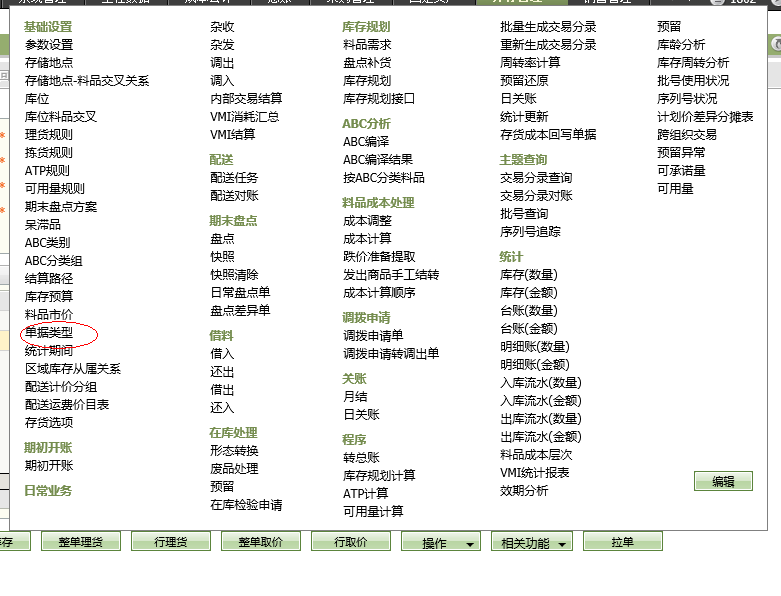 基础设置
参数设置
存储地点
存储地点-料品交叉关系
库位
库位料品交叉
理货规则
拣货规则
ATP规则
可用量规则
期末盘点方案
呆滞品
ABC类别
ABC分类组
结算路径
库存预算
料品市价
单据类型
统计期间
区域库存从属关系
配送计价分组
配送运费价目表
存货选项
期初开账
期初开账
日常业务
杂收
杂发
调出
调入
内部交易结算
VMI消耗汇总
VMI结算
配送
配送任务
配送对账
期末盘点
盘点
快照
快照清除
日常盘点单
盘点差异单
借料
借入
还出
借出
还入
在库处理
形态转换
废品处理
预留
在库检验申请
库存规划
料品需求
盘点补货
库存规划
库存规划接口
ABC分析
ABC编译
ABC编译结果
按ABC分类料品
料品成本处理
成本调整
成本计算
跌价准备提取
发出商品手工结转
成本计算顺序
调拨申请
调拨申请单
调拨申请转调出单
关账
月结
日关账
程序
转总账
库存规划计算
ATP计算
可用量计算
批量生成交易分录
重新生成交易分录
周转率计算
预留还原
日关账
统计更新
存货成本回写单据
主题查询
交易分录查询
交易分录对账
批号查询
序列号追踪
统计
库存(数量)
库存(金额)
台账(数量)
台账(金额)
明细账(数量)
明细账(金额)
入库流水(数量)
入库流水(金额)
出库流水(数量)
出库流水(金额)
料品成本层次
VMI统计报表
效期分析
预留
库龄分析
库存周转分析
批号使用状况
序列号状况
计划价差异分摊表
跨组织交易
预留异常
可承诺量
可用量
编辑
存
整单理货
行理货
整单取价
行取价
操作
相关功能
拉单